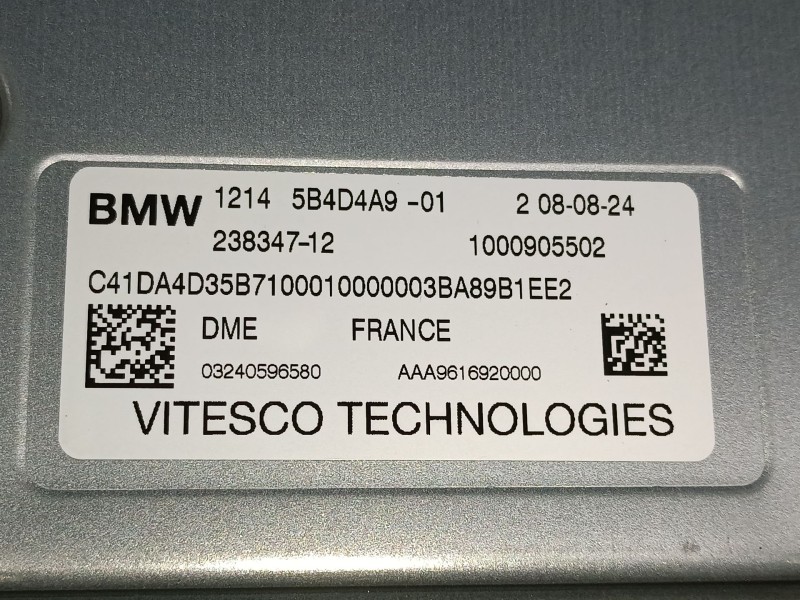 BMW 1214 5B4D4A9 -01 2 08-08-24
238347-12 1000905502
C41DA4D35B7100010000003BA89B1EE2
DME FRANCE
03240596580 AAA9616920000
VITESCO TECHNOLOGIES